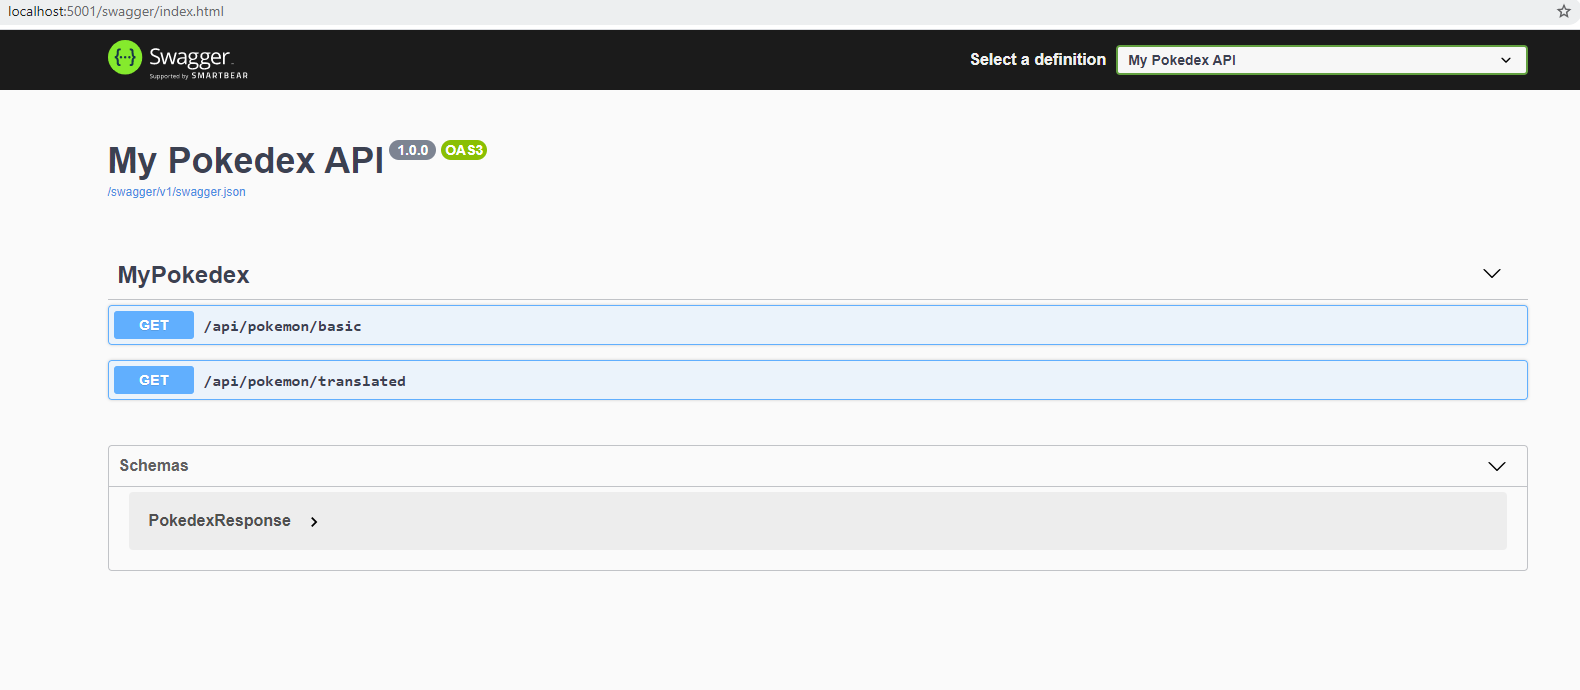 localhost:5001/swagger/index.html
Swagger
Supported by SMARTBEAR
Select a definition
My Pokedex API
My Pokedex API 1.0.0 OAS3
/swagger/v1/swagger.json
MyPokedex
GET /api/pokemon/basic
GET /api/pokemon/translated
Schemas
PokedexResponse